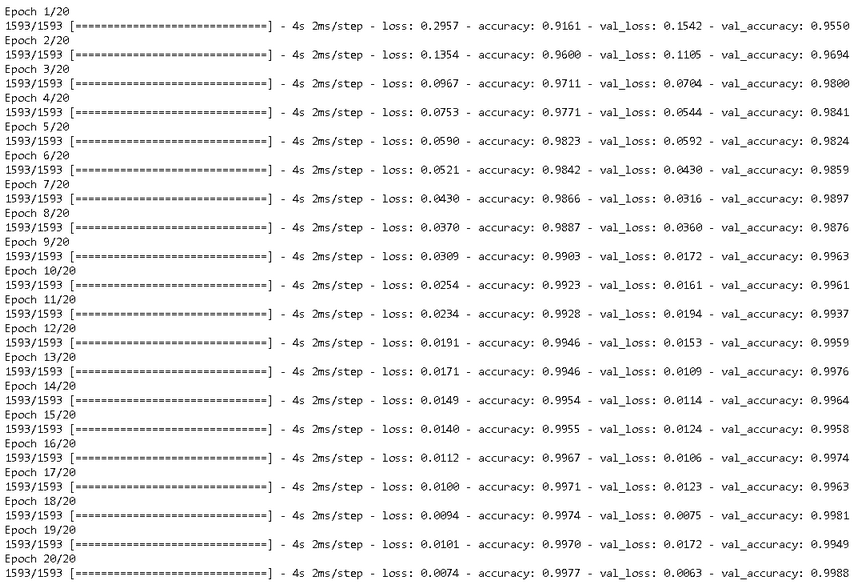 Epoch 1/20
1593/1593 [==============================] - 4s 2ms/step - loss: 0.2957 - accuracy: 0.9161 - val_loss: 0.1542 - val_accuracy: 0.9550
Epoch 2/20
1593/1593 [==============================] - 4s 2ms/step - loss: 0.1354 - accuracy: 0.9600 - val_loss: 0.1105 - val_accuracy: 0.9694
Epoch 3/20
1593/1593 [==============================] - 4s 2ms/step - loss: 0.0967 - accuracy: 0.9711 - val_loss: 0.0704 - val_accuracy: 0.9800
Epoch 4/20
1593/1593 [==============================] - 4s 2ms/step - loss: 0.0753 - accuracy: 0.9771 - val_loss: 0.0544 - val_accuracy: 0.9841
Epoch 5/20
1593/1593 [==============================] - 4s 2ms/step - loss: 0.0590 - accuracy: 0.9823 - val_loss: 0.0592 - val_accuracy: 0.9824
Epoch 6/20
1593/1593 [==============================] - 4s 2ms/step - loss: 0.0521 - accuracy: 0.9842 - val_loss: 0.0430 - val_accuracy: 0.9859
Epoch 7/20
1593/1593 [==============================] - 4s 2ms/step - loss: 0.0430 - accuracy: 0.9866 - val_loss: 0.0316 - val_accuracy: 0.9897
Epoch 8/20
1593/1593 [==============================] - 4s 2ms/step - loss: 0.0370 - accuracy: 0.9887 - val_loss: 0.0360 - val_accuracy: 0.9876
Epoch 9/20
1593/1593 [==============================] - 4s 2ms/step - loss: 0.0309 - accuracy: 0.9903 - val_loss: 0.0172 - val_accuracy: 0.9963
Epoch 10/20
1593/1593 [==============================] - 4s 2ms/step - loss: 0.0254 - accuracy: 0.9923 - val_loss: 0.0161 - val_accuracy: 0.9961
Epoch 11/20
1593/1593 [==============================] - 4s 2ms/step - loss: 0.0234 - accuracy: 0.9928 - val_loss: 0.0194 - val_accuracy: 0.9937
Epoch 12/20
1593/1593 [==============================] - 4s 2ms/step - loss: 0.0191 - accuracy: 0.9946 - val_loss: 0.0153 - val_accuracy: 0.9959
Epoch 13/20
1593/1593 [==============================] - 4s 2ms/step - loss: 0.0171 - accuracy: 0.9946 - val_loss: 0.0109 - val_accuracy: 0.9976
Epoch 14/20
1593/1593 [==============================] - 4s 2ms/step - loss: 0.0149 - accuracy: 0.9954 - val_loss: 0.0114 - val_accuracy: 0.9964
Epoch 15/20
1593/1593 [==============================] - 4s 2ms/step - loss: 0.0140 - accuracy: 0.9955 - val_loss: 0.0124 - val_accuracy: 0.9958
Epoch 16/20
1593/1593 [==============================] - 4s 2ms/step - loss: 0.0112 - accuracy: 0.9967 - val_loss: 0.0106 - val_accuracy: 0.9974
Epoch 17/20
1593/1593 [==============================] - 4s 2ms/step - loss: 0.0100 - accuracy: 0.9971 - val_loss: 0.0123 - val_accuracy: 0.9963
Epoch 18/20
1593/1593 [==============================] - 4s 2ms/step - loss: 0.0094 - accuracy: 0.9974 - val_loss: 0.0075 - val_accuracy: 0.9981
Epoch 19/20
1593/1593 [==============================] - 4s 2ms/step - loss: 0.0101 - accuracy: 0.9970 - val_loss: 0.0172 - val_accuracy: 0.9949
Epoch 20/20
1593/1593 [==============================] - 4s 2ms/step - loss: 0.0074 - accuracy: 0.9977 - val_loss: 0.0063 - val_accuracy: 0.9988